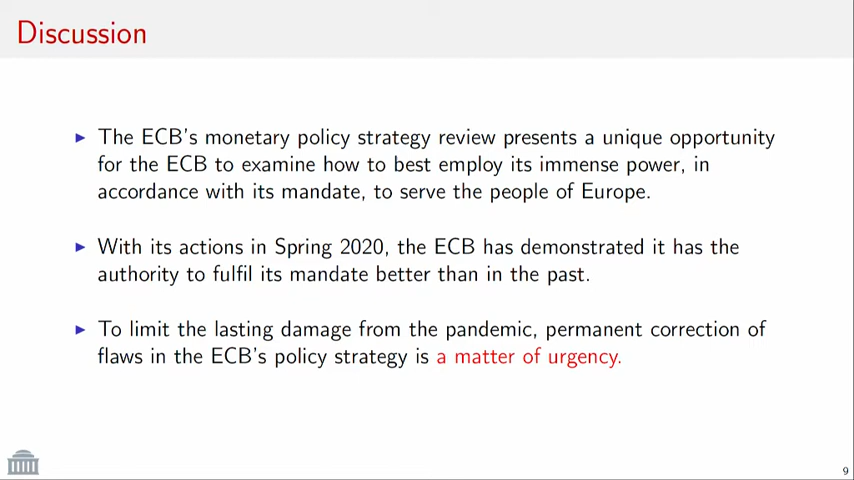 Discussion
The ECB's monetary policy strategy review presents a unique opportunity
for the ECB to examine how to best employ its immense power, in
accordance with its mandate, to serve the people of Europe.
With its actions in Spring 2020, the ECB has demonstrated it has the
authority to fulfil its mandate better than in the past.
To limit the lasting damage from the pandemic, permanent correction of
flaws in the ECB's policy strategy is a matter of urgency.
9